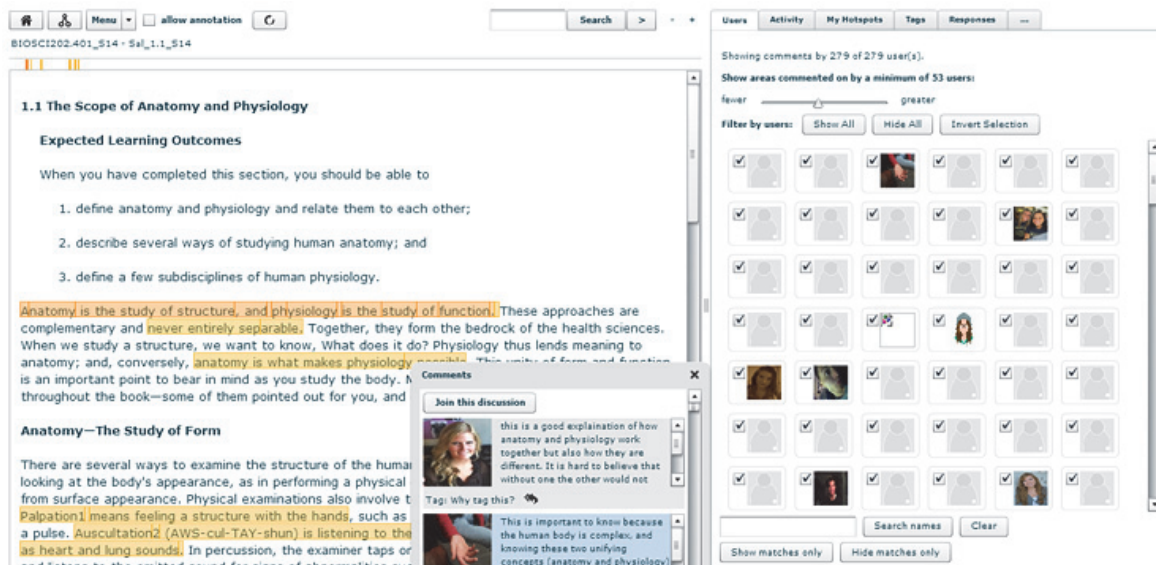 Menu
allow annotation
Search
>
-
+
BIOSCI202.401_S14 - Sal_1.1_S14
1.1 The Scope of Anatomy and Physiology
Expected Learning Outcomes
When you have completed this section, you should be able to
1. define anatomy and physiology and relate them to each other;
2. describe several ways of studying human anatomy; and
3. define a few subdisciplines of human physiology.
Anatomy is the study of structure, and physiology is the study of function. These approaches are
complementary and never entirely separable. Together, they form the bedrock of the health sciences.
When we study a structure, we want to know, What does it do? Physiology thus lends meaning to
anatomy; and, conversely, anatomy is what makes physiology possible. This unity of form and function
is an important point to bear in mind as you study the body.
throughout the book—some of them pointed out for you, and
Anatomy—The Study of Form
There are several ways to examine the structure of the human
looking at the body's appearance, as in performing a physical
from surface appearance. Physical examinations also involve
Palpation1 means feeling a structure with the hands, such as
a pulse. Auscultation2 (AWS-cul-TAY-shun) is listening to the
as heart and lung sounds. In percussion, the examiner taps on
Comments
Join this discussion
this is a good explaination of how
anatomy and physiology work
together but also how they are
different. It is hard to believe that
without one the other would not
Tag: Why tag this?
This is important to know because
the human body is complex, and
knowing these two unifying
concepts (anatomy and physiology)
Users
Activity
My Hotspots
Tags
Responses
...
Showing comments by 279 of 279 user(s).
Show areas commented on by a minimum of 53 users:
fewer
greater
Filter by users:
Show All
Hide All
Invert Selection
Search names
Clear
Show matches only
Hide matches only